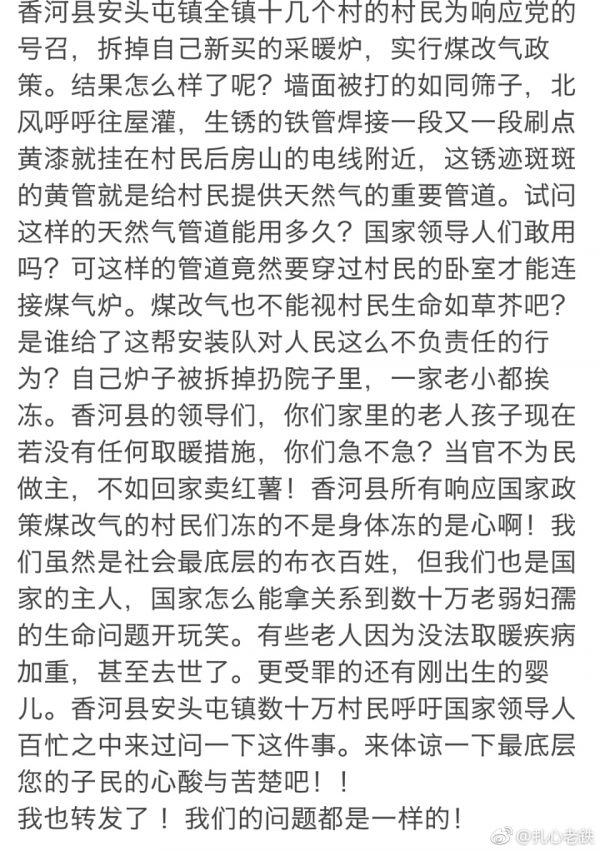 香河县安头屯镇全镇十几个村的村民为响应党的
号召，拆掉自己新买的采暖炉，实行煤改气政
策。结果怎么样了呢？墙面被打的如同筛子，北
风呼呼往屋灌，生锈的铁管焊接一段又一段刷点
黄漆就挂在村民后房山的电线附近，这锈迹斑斑
的黄管就是给村民提供天然气的重要管道。试问
这样的天然气管道能用多久？国家领导人们敢用
吗？可这样的管道竟然要穿过村民的卧室才能连
接煤气炉。煤改气也不能视村民生命如草芥吧？
是谁给了这帮安装队对人民这么不负责任的行
为？自己炉子被拆掉扔院子里，一家老小都挨
冻。香河县的领导们，你们家里的老人孩子现在
若没有任何取暖措施，你们急不急？当官不为民
做主，不如回家卖红薯！香河县所有响应国家政
策煤改气的村民们冻的不是身体冻的是心啊！我
们虽然是社会最底层的布衣百姓，但我们也是国
家的主人，国家怎么能拿关系到数十万老弱妇孺
的生命问题开玩笑。有些老人因为没法取暖疾病
加重，甚至去世了。更受罪的还有刚出生的婴
儿。香河县安头屯镇数十万村民呼吁国家领导人
百忙之中来过问一下这件事。来体谅一下最底层
您的子民的心酸与苦楚吧！！
我也转发了！我们的问题都是一样的！
@扎心老跌